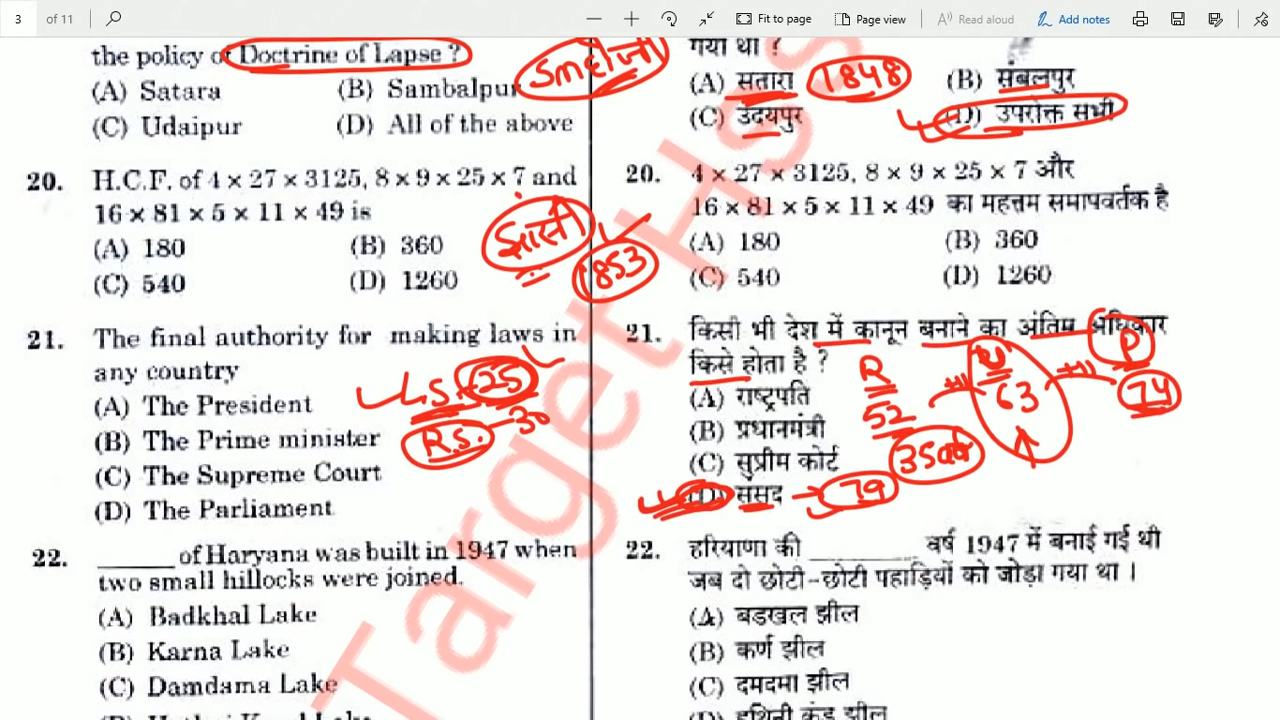 3 of 11
Fit to page
Page view
Read aloud
Add notes
the policy of Doctrine of Lapse ?
(A) Satara (B) Sambalpur
(C) Udaipur (D) All of the above
20. H.C.F. of 4 × 27 × 3125, 8 × 9 × 25 × 7 and
16 × 81 × 5 × 11 × 49 is
(A) 180 (B) 360
(C) 540 (D) 1260
झासी
1853
21. The final authority for making laws in
any country
(A) The President
(B) The Prime minister
(C) The Supreme Court
(D) The Parliament
L.S. 25
R.S. 30
22. ______ of Haryana was built in 1947 when
two small hillocks were joined.
(A) Badkhal Lake
(B) Karna Lake
(C) Damdama Lake
गया था ?
(A) सतारा 1848 (B) संबलपुर
(C) उदयपुर (D) उपरोक्त सभी
20. 4 × 27 × 3125, 8 × 9 × 25 × 7 और
16 × 81 × 5 × 11 × 49 का महत्तम समापवर्तक है
(A) 180 (B) 360
(C) 540 (D) 1260
21. किसी भी देश में कानून बनाने का अंतिम अधिकार
किसे होता है ?
(A) राष्ट्रपति
(B) प्रधानमंत्री
(C) सुप्रीम कोर्ट
(D) संसद 79
R
52
63
P
74
22. हरियाणा की ______ वर्ष 1947 में बनाई गई थी
जब दो छोटी-छोटी पहाड़ियों को जोड़ा गया था ।
(A) बडखल झील
(B) कर्ण झील
(C) दमदमा झील
(D) हथिनी कुंड झील
Target Hs